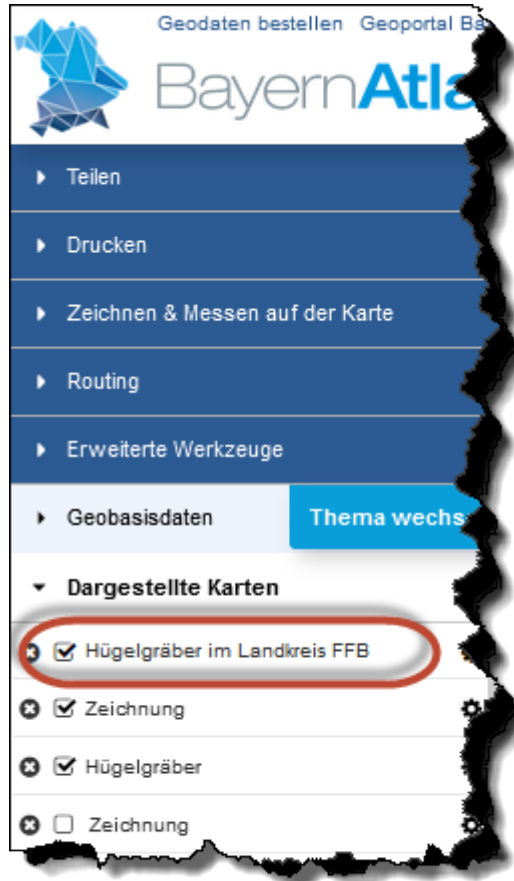 Geodaten bestellen Geoportal
BayernAtla
Teilen
Drucken
Zeichnen & Messen auf der Karte
Routing
Erweiterte Werkzeuge
Geobasisdaten Thema wechs
Dargestellte Karten
Hügelgräber im Landkreis FFB
Zeichnung
Hügelgräber
Zeichnung